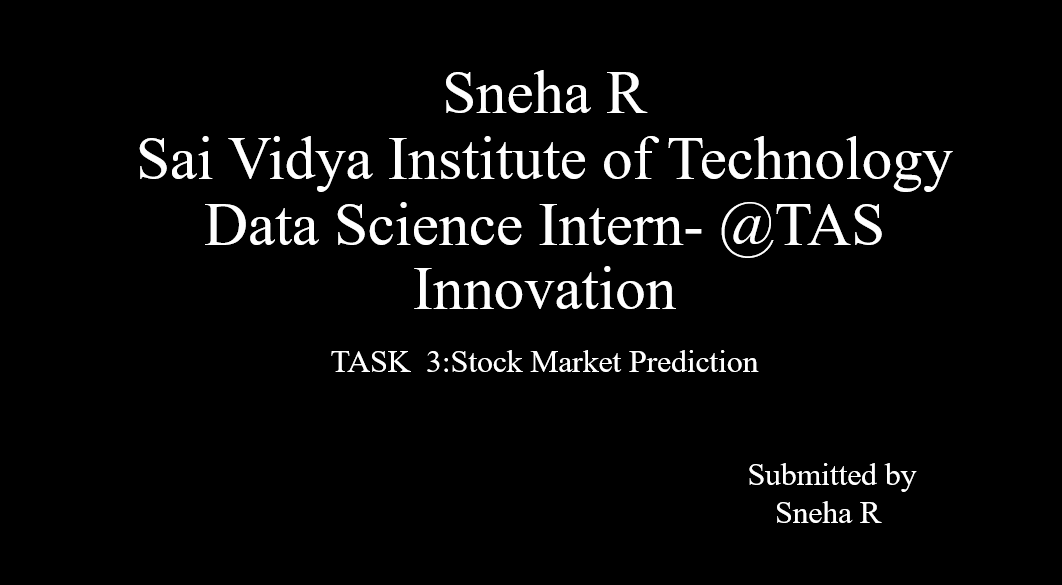 Sneha R
Sai Vidya Institute of Technology
Data Science Intern- @TAS
Innovation
TASK  3:Stock Market Prediction
Submitted by
Sneha R